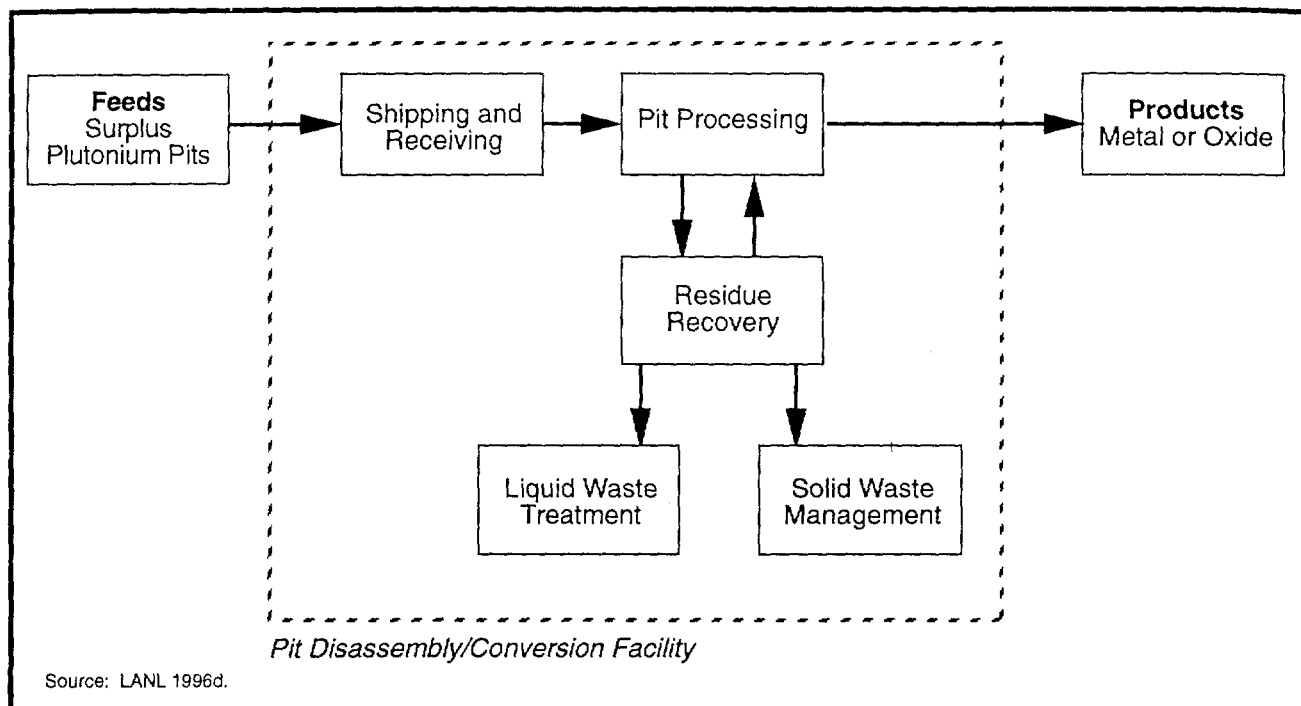 Feeds
Surplus
Plutonium Pits
Shipping and
Receiving
Pit Processing
Products
Metal or Oxide
Residue
Recovery
Liquid Waste
Treatment
Solid Waste
Management
Pit Disassembly/Conversion Facility
Source: LANL 1996d.